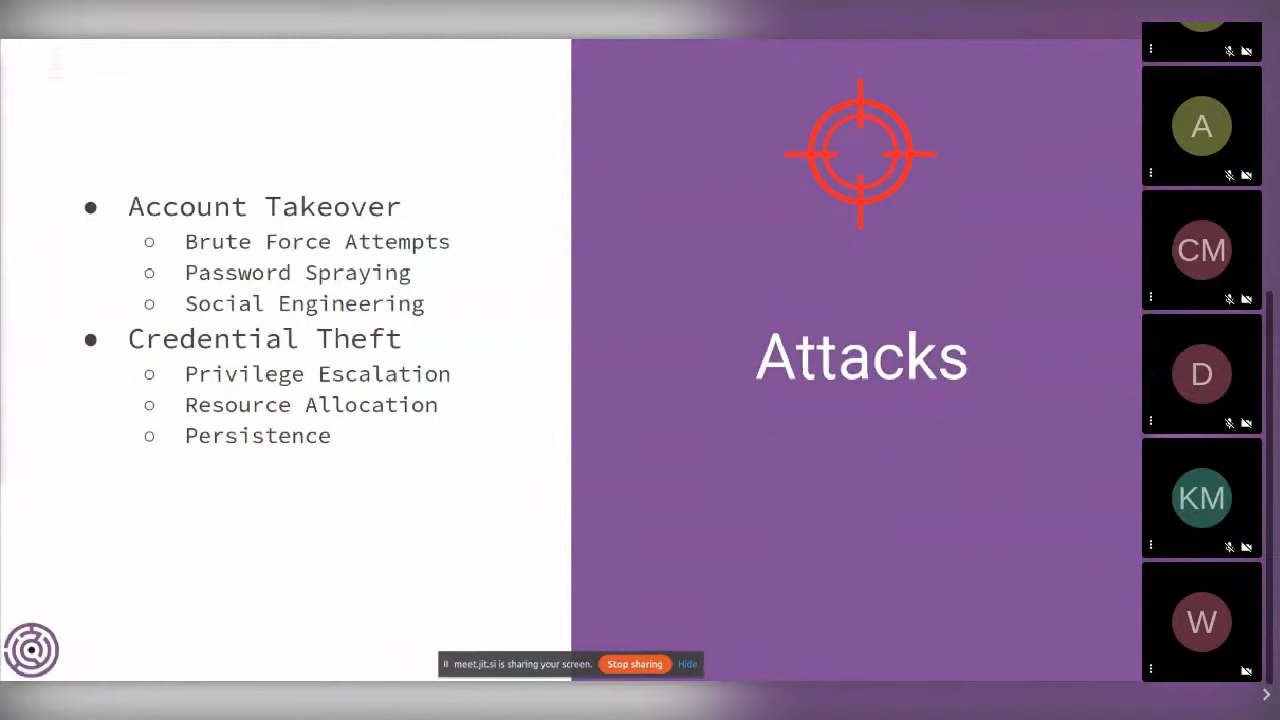 Account Takeover
Brute Force Attempts
Password Spraying
Social Engineering
Credential Theft
Privilege Escalation
Resource Allocation
Persistence
Attacks
meet.jit.si is sharing your screen. Stop sharing Hide
A
CM
D
KM
W